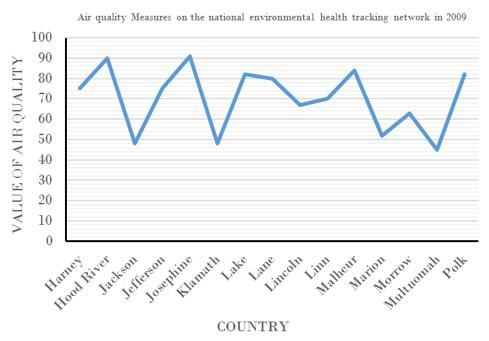 Air quality Measures on the national environmental health tracking network in 2009
VALUE OF AIR QUALITY
100
90
80
70
60
50
40
30
20
10
0
Harney
Hood River
Jackson
Jefferson
Josephine
Klamath
Lake
Lane
Lincoln
Linn
Malheur
Marion
Morrow
Multnomah
Polk
COUNTRY